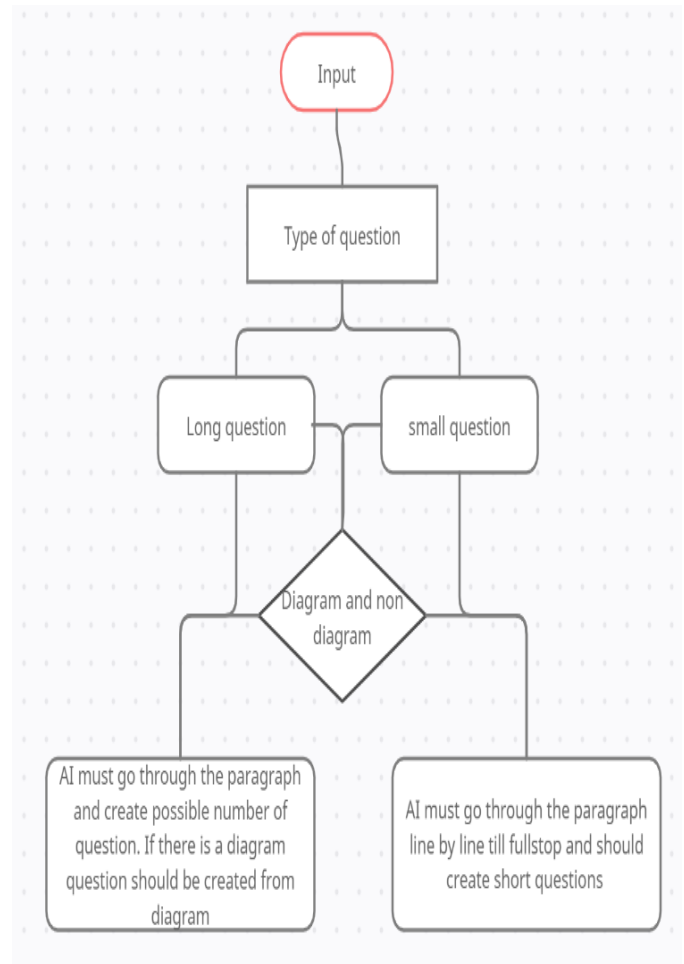 Input
Type of question
Long question
small question
Diagram and non
diagram
AI must go through the paragraph
and create possible number of
question. If there is a diagram
question should be created from
diagram
AI must go through the paragraph
line by line till fullstop and should
create short questions